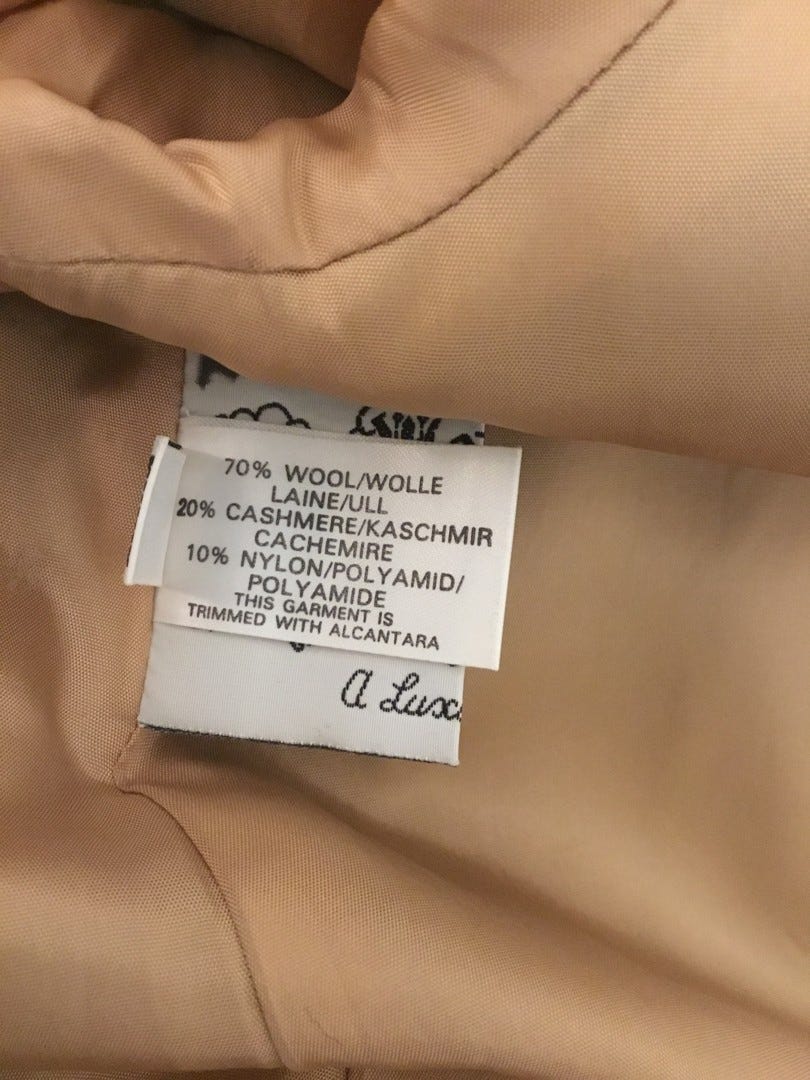 70% WOOL/WOLLE
LAINE/ULL
20% CASHMERE/KASCHMIR
CACHEMIRE
10% NYLON/POLYAMID/
POLYAMIDE
THIS GARMENT IS
TRIMMED WITH ALCANTARA
a